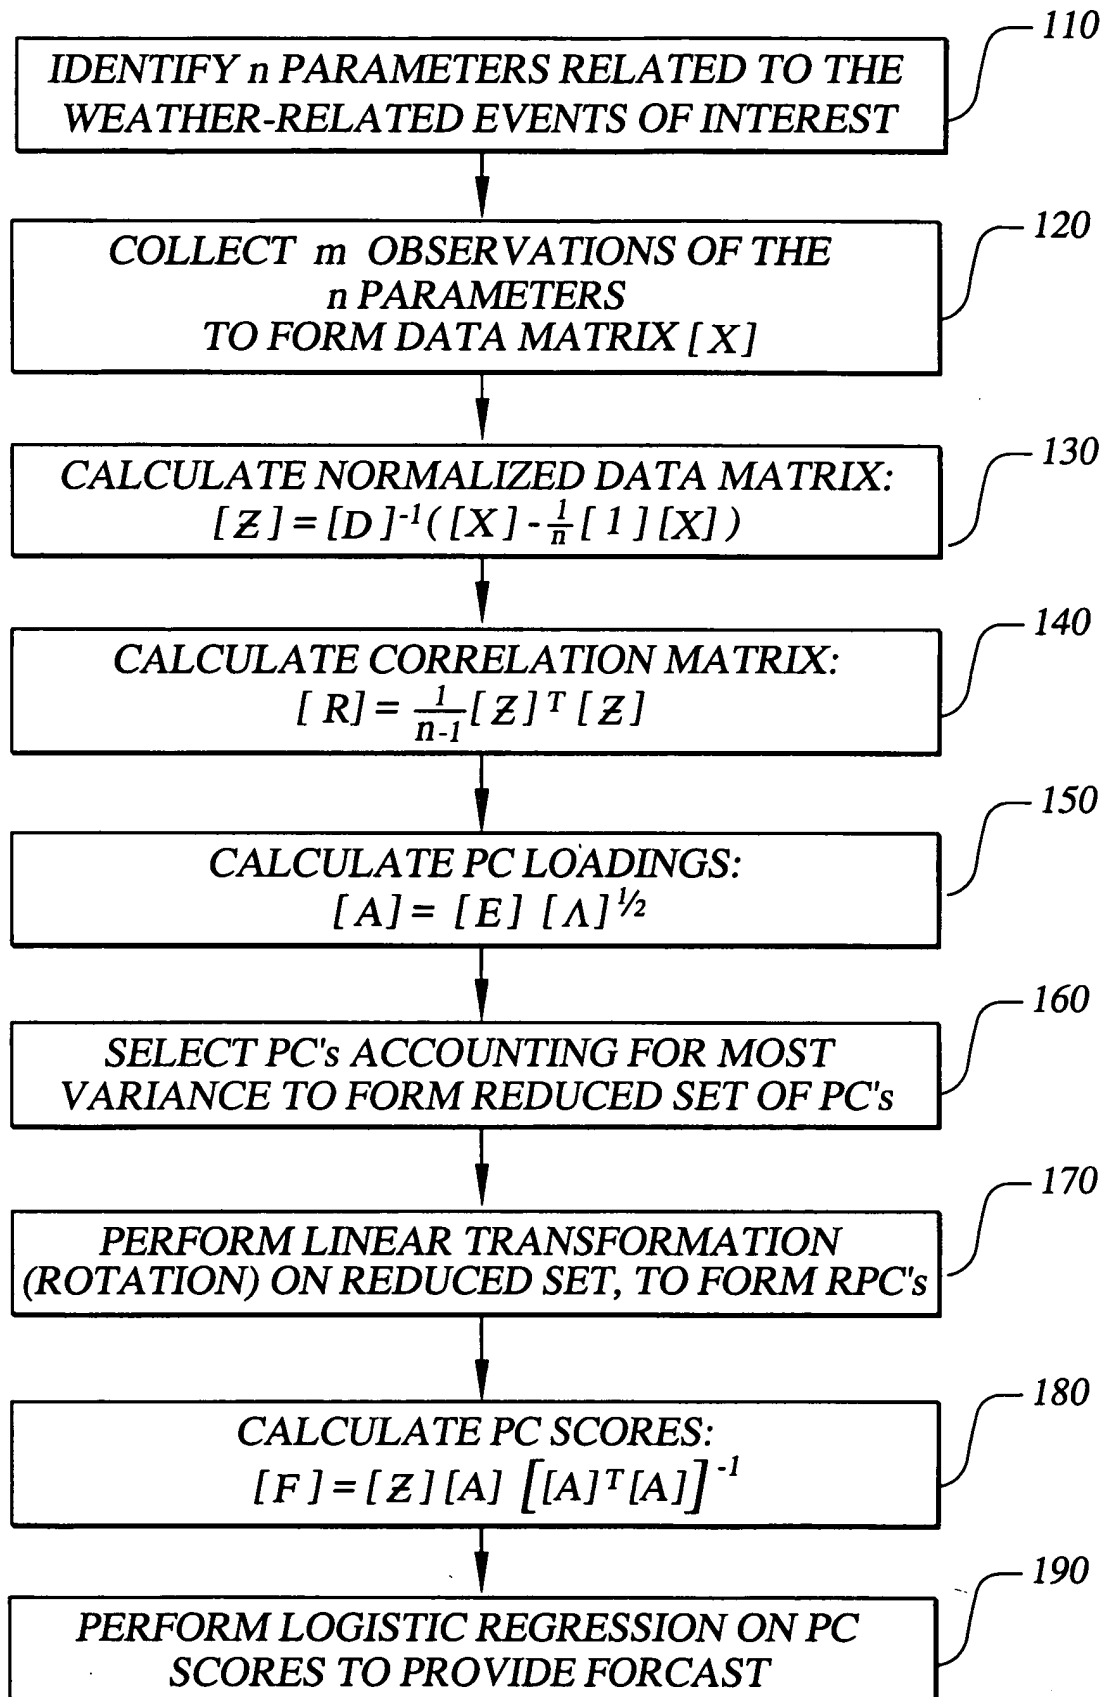 110
IDENTIFY n PARAMETERS RELATED TO THE
WEATHER-RELATED EVENTS OF INTEREST
120
COLLECT m OBSERVATIONS OF THE
n PARAMETERS
TO FORM DATA MATRIX [X]
130
CALCULATE NORMALIZED DATA MATRIX:
[Z] = [D]⁻¹([X] - 1/n [1][X])
140
CALCULATE CORRELATION MATRIX:
[R] = 1/n-1 [Z]ᵀ [Z]
150
CALCULATE PC LOADINGS:
[A] = [E] [Λ]^½
160
SELECT PC's ACCOUNTING FOR MOST
VARIANCE TO FORM REDUCED SET OF PC's
170
PERFORM LINEAR TRANSFORMATION
(ROTATION) ON REDUCED SET, TO FORM RPC's
180
CALCULATE PC SCORES:
[F] = [Z][A] [[A]ᵀ[A]]⁻¹
190
PERFORM LOGISTIC REGRESSION ON PC
SCORES TO PROVIDE FORCAST